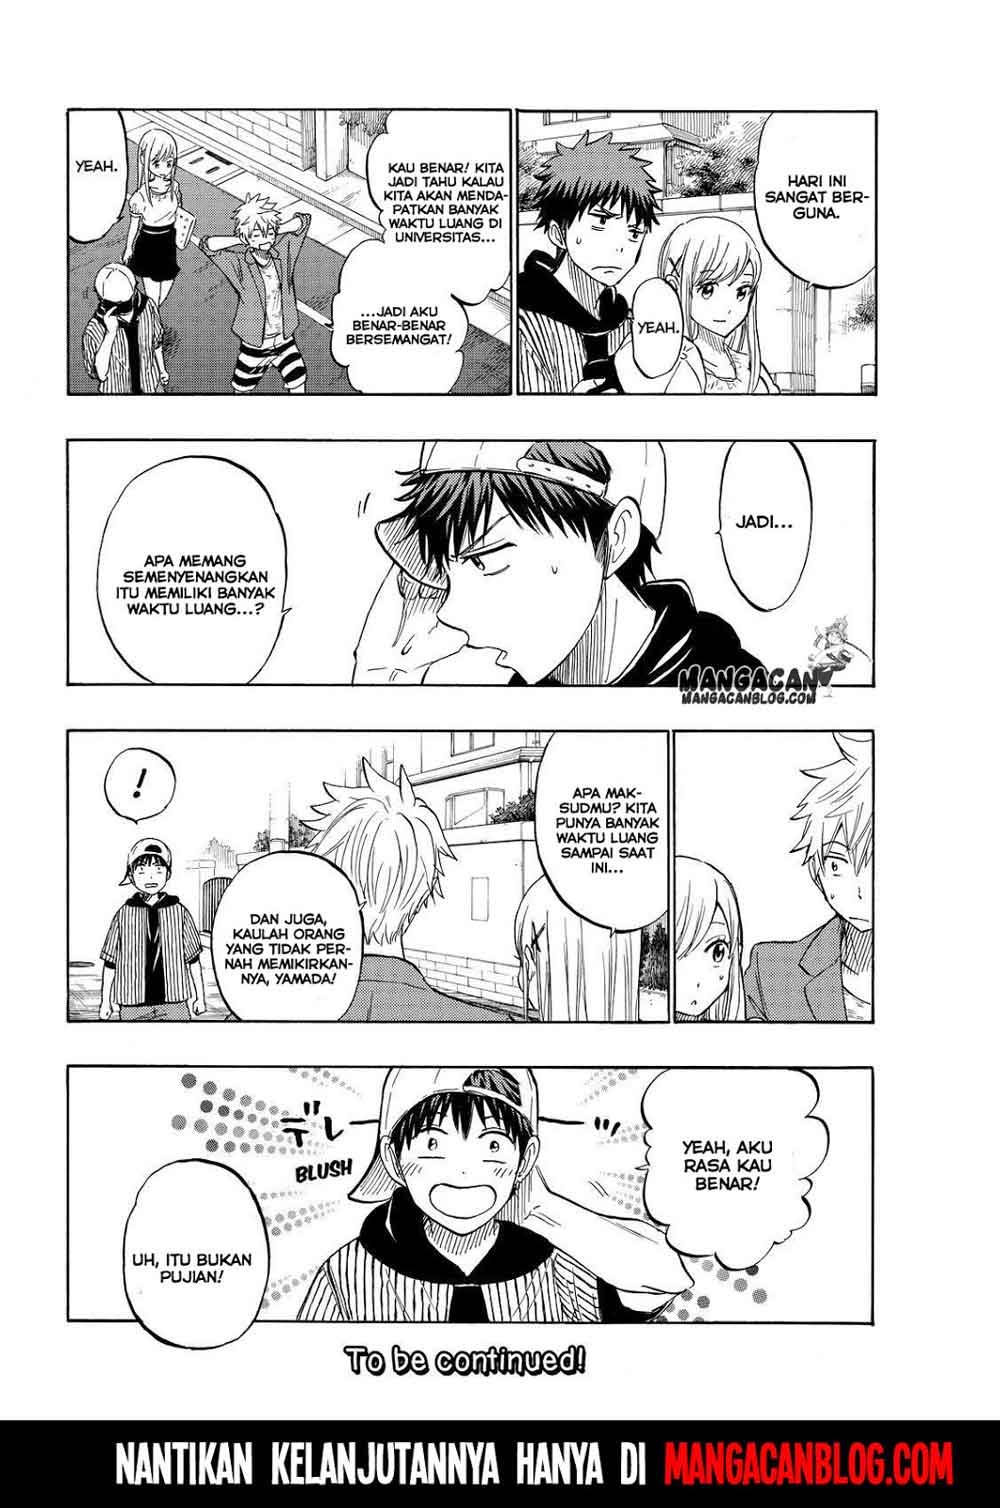 HARI INI
SANGAT BER-
GUNA.
YEAH.
KAU BENAR! KITA
JADI TAHU KALAU
KITA AKAN MENDA-
PATKAN BANYAK
WAKTU LUANG DI
UNIVERSITAS...
...JADI AKU
BENAR-BENAR
BERSEMANGAT!
YEAH.
JADI...
APA MEMANG
SEMENYENANGKAN
ITU MEMILIKI BANYAK
WAKTU LUANG...?
MANGACAN
MANGACANBLOG.COM
APA MAK-
SUDMU? KITA
PUNYA BANYAK
WAKTU LUANG
SAMPAI SAAT
INI...
DAN JUGA,
KAULAH ORANG
YANG TIDAK PER-
NAH MEMIKIRKAN-
NYA, YAMADA!
!
YEAH, AKU
RASA KAU
BENAR!
デレッ
BLUSH
UH, ITU BUKAN
PUJIAN!
To be continued!
NANTIKAN KELANJUTANNYA HANYA DI MANGACANBLOG.COM